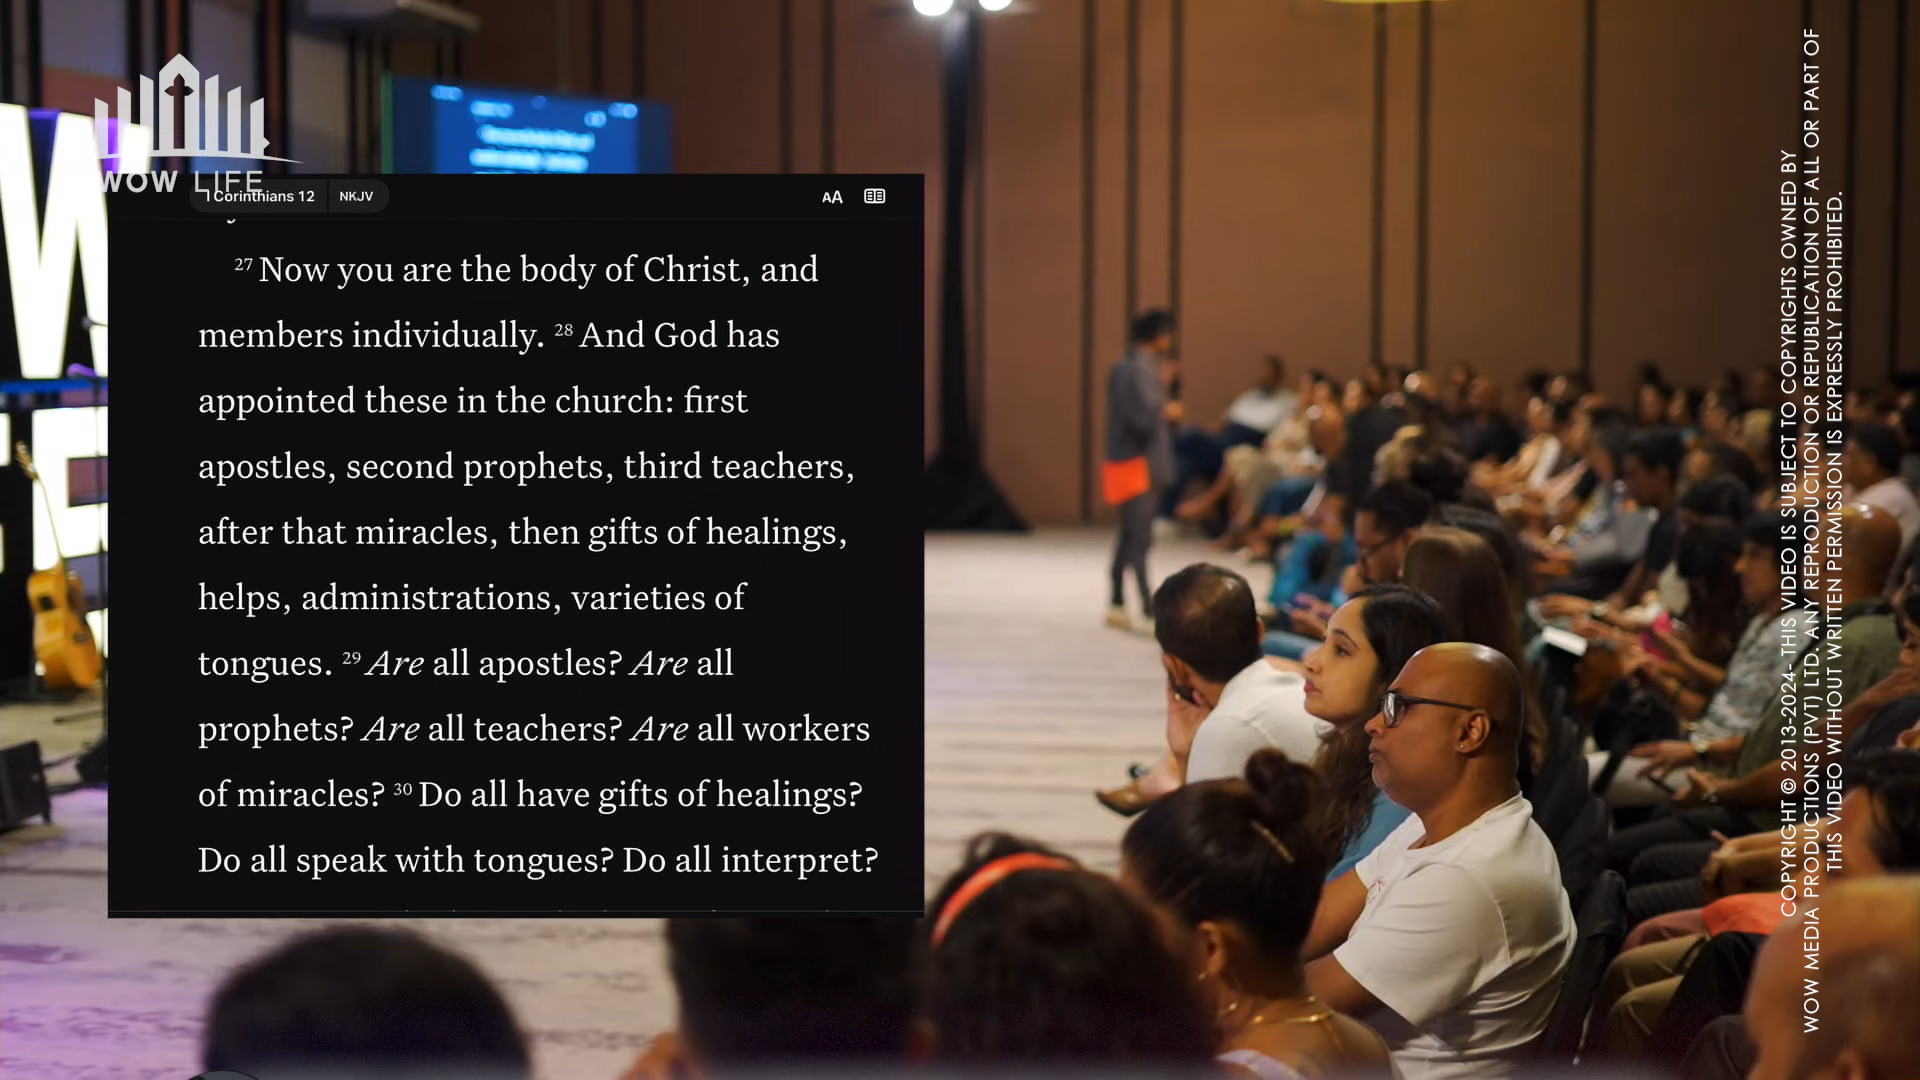 WOW LIFE
1 Corinthians 12 NKJV AA
27 Now you are the body of Christ, and
members individually. 28 And God has
appointed these in the church: first
apostles, second prophets, third teachers,
after that miracles, then gifts of healings,
helps, administrations, varieties of
tongues. 29 Are all apostles? Are all
prophets? Are all teachers? Are all workers
of miracles? 30 Do all have gifts of healings?
Do all speak with tongues? Do all interpret?
COPYRIGHT © 2013-2024- THIS VIDEO IS SUBJECT TO COPYRIGHTS OWNED BY
WOW MEDIA PRODUCTIONS (PVT) LTD. ANY REPRODUCTION OR REPUBLICATION OF ALL OR PART OF
THIS VIDEO WITHOUT WRITTEN PERMISSION IS EXPRESSLY PROHIBITED.